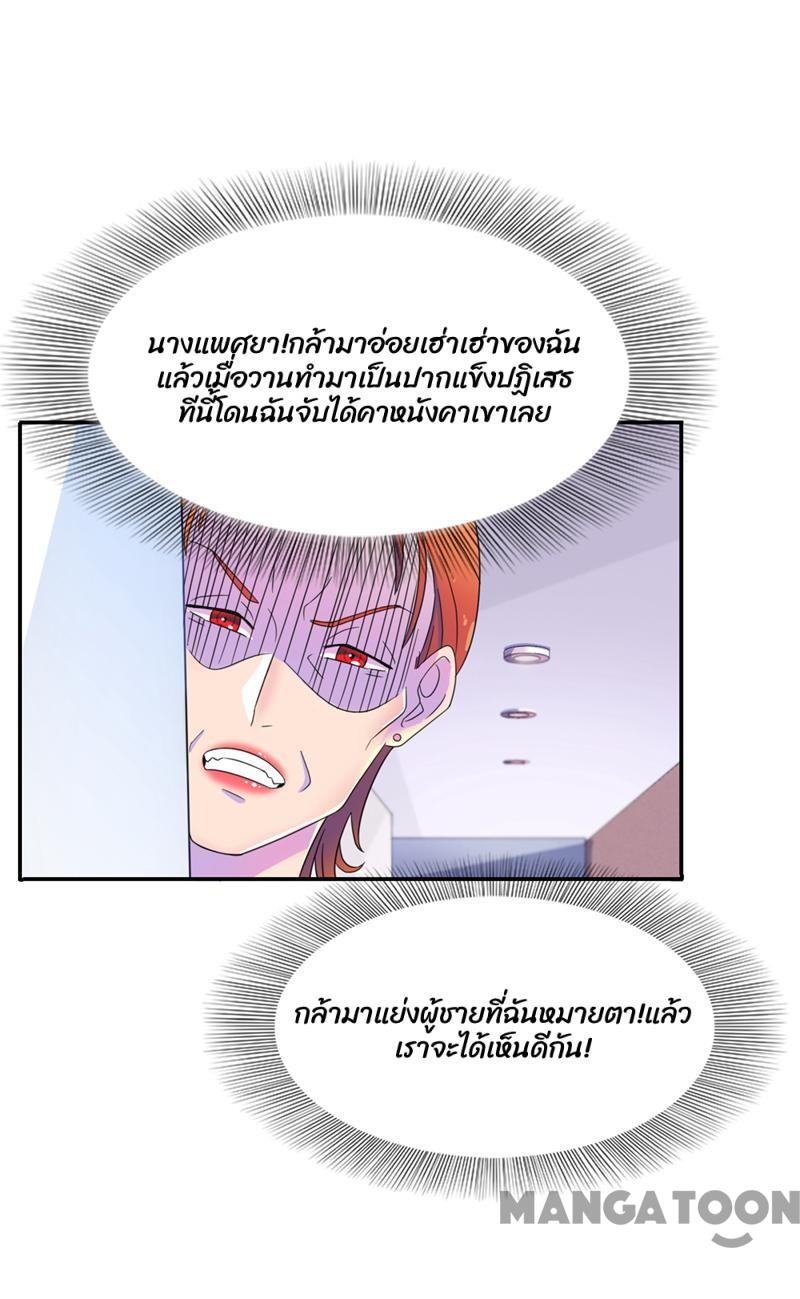 นางแพศยา!กล้ามาอ่อยเฮ่าเฮ่าของฉัน
แล้วเมื่อวานทำมาเป็นปากแข็งปฏิเสธ
ทีนี้โดนฉันจับได้คาหนังคาเขาเลย
กล้ามาแย่งผู้ชายที่ฉันหมายตา!แล้ว
เราจะได้เห็นดีกัน!
MANGATOON